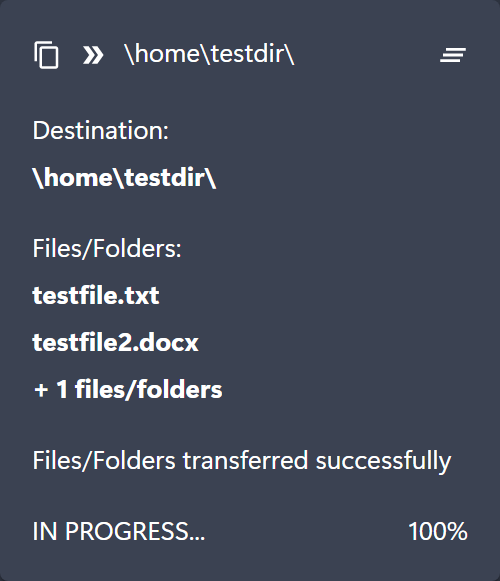 \home\testdir\
Destination:
\home\testdir\
Files/Folders:
testfile.txt
testfile2.docx
+ 1 files/folders
Files/Folders transferred successfully
IN PROGRESS... 100%